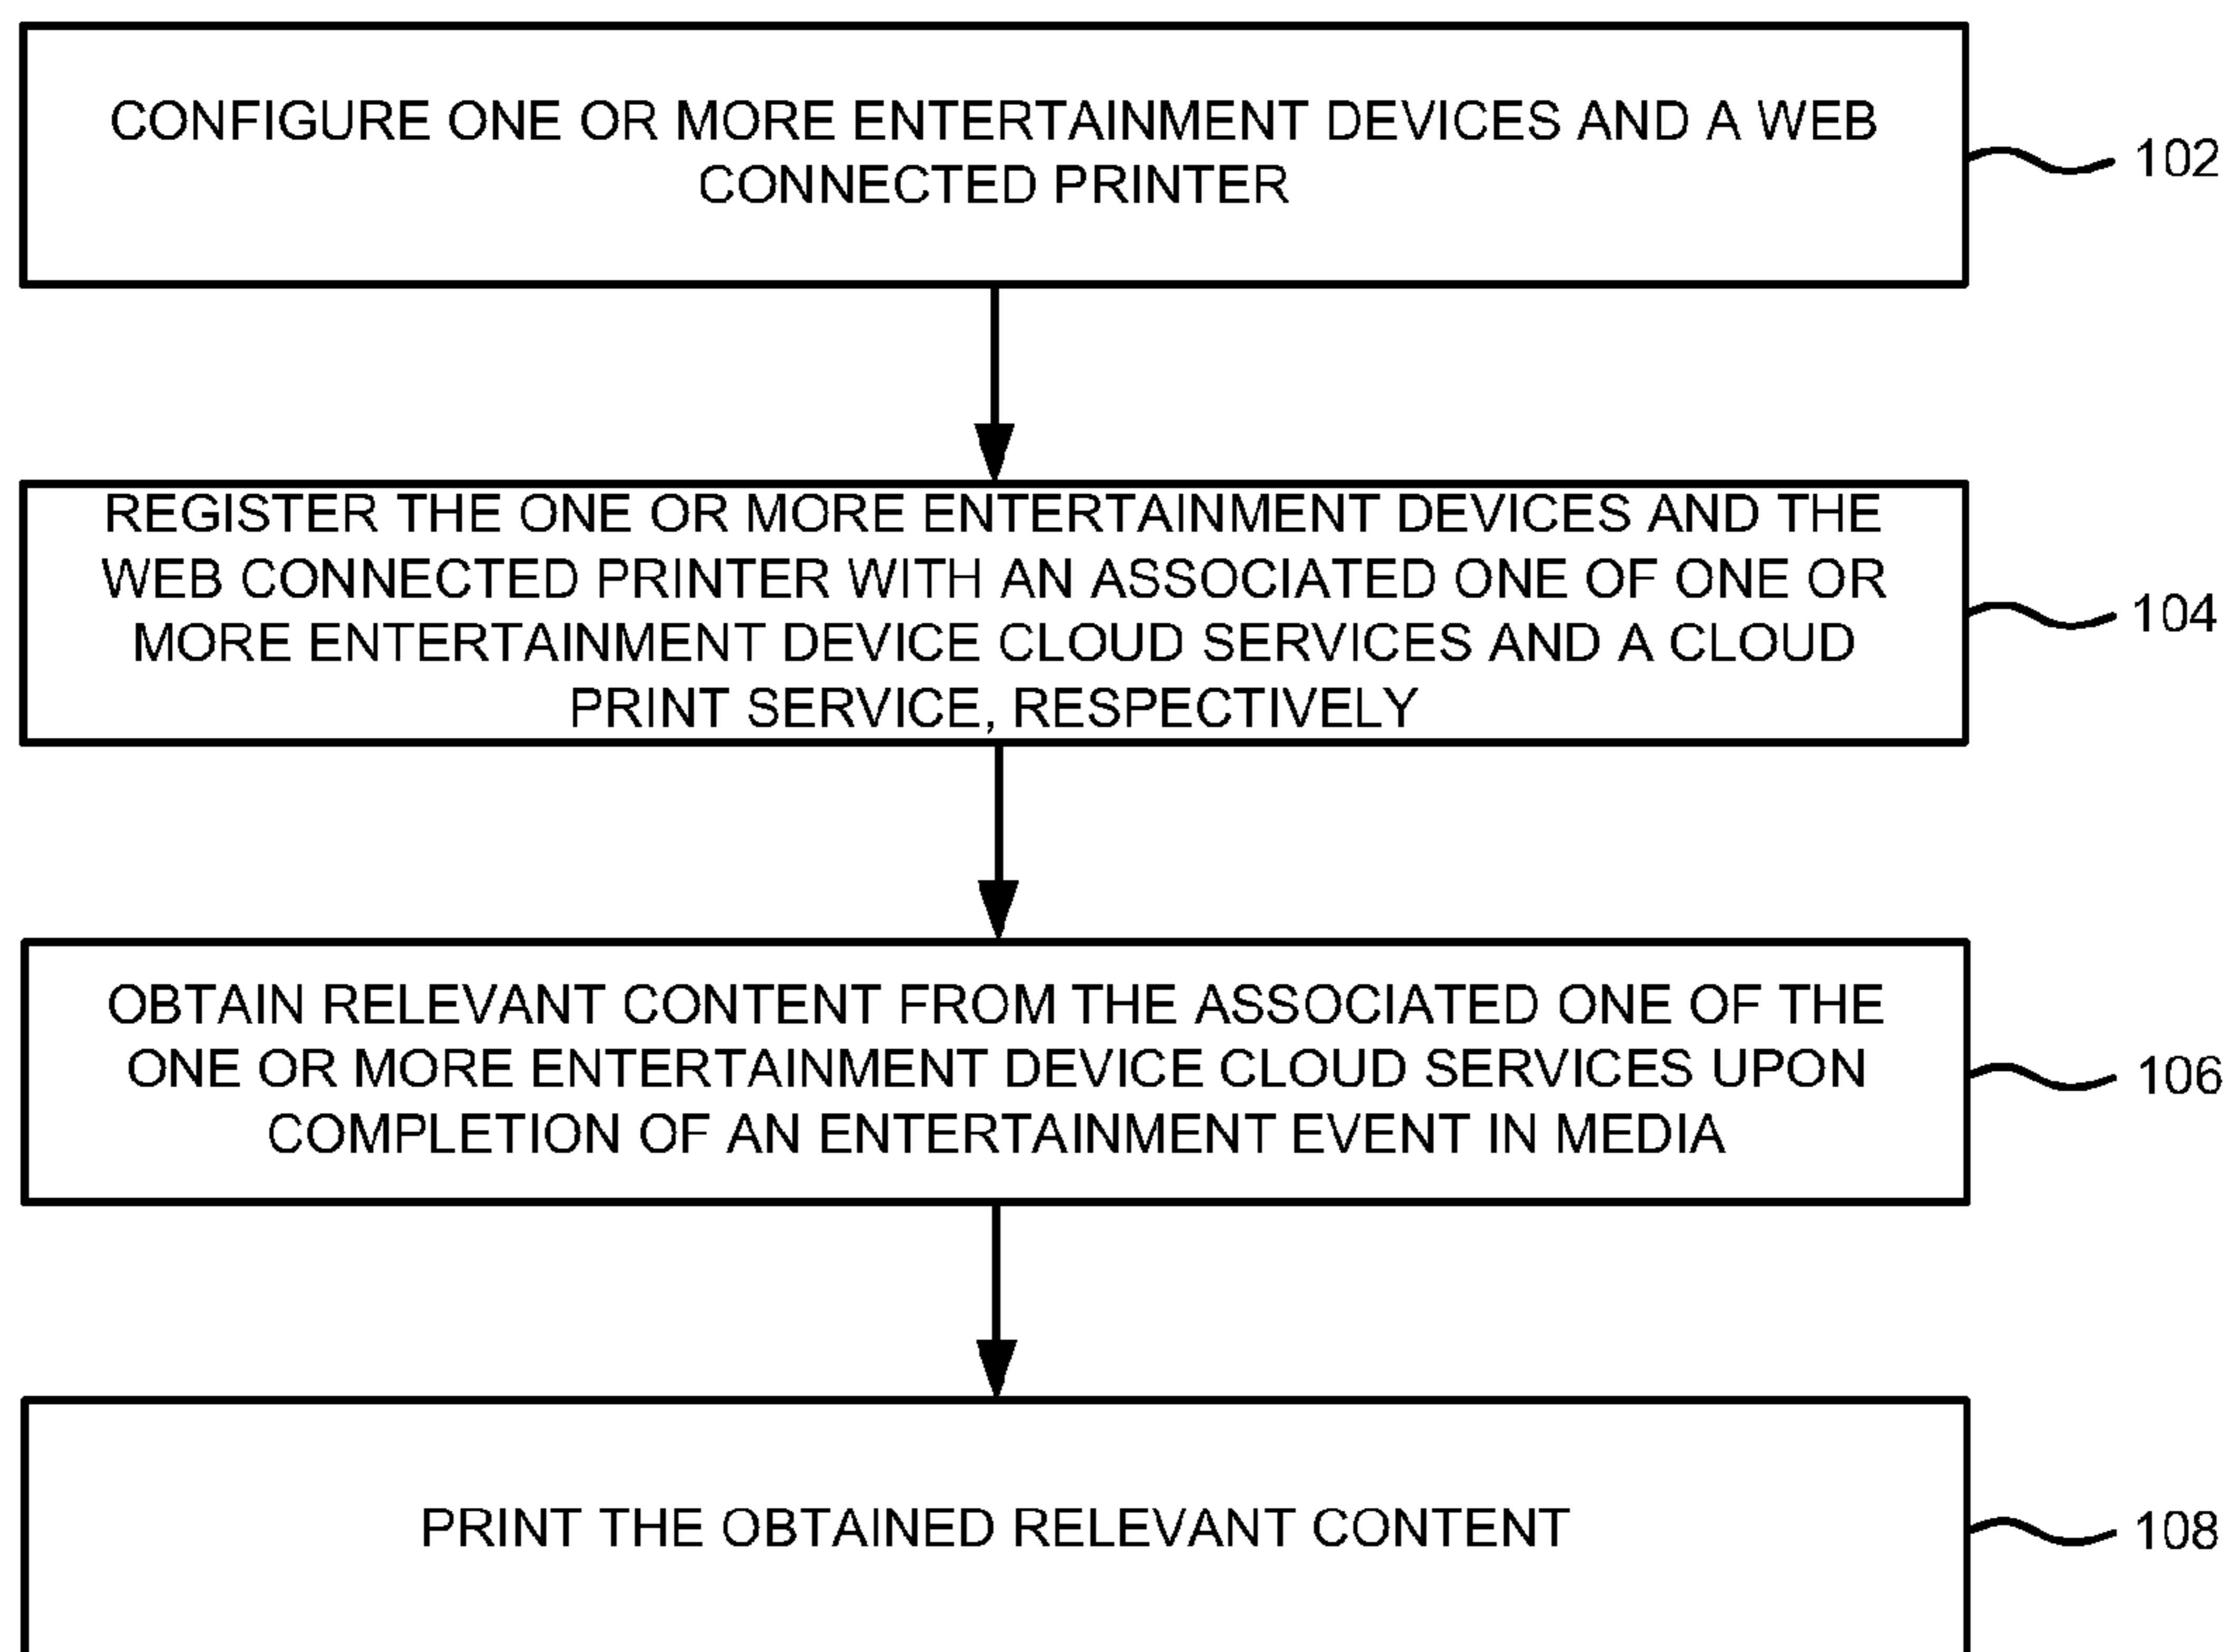 CONFIGURE ONE OR MORE ENTERTAINMENT DEVICES AND A WEB
CONNECTED PRINTER
102
REGISTER THE ONE OR MORE ENTERTAINMENT DEVICES AND THE
WEB CONNECTED PRINTER WITH AN ASSOCIATED ONE OF ONE OR
MORE ENTERTAINMENT DEVICE CLOUD SERVICES AND A CLOUD
PRINT SERVICE, RESPECTIVELY
104
OBTAIN RELEVANT CONTENT FROM THE ASSOCIATED ONE OF THE
ONE OR MORE ENTERTAINMENT DEVICE CLOUD SERVICES UPON
COMPLETION OF AN ENTERTAINMENT EVENT IN MEDIA
106
PRINT THE OBTAINED RELEVANT CONTENT
108